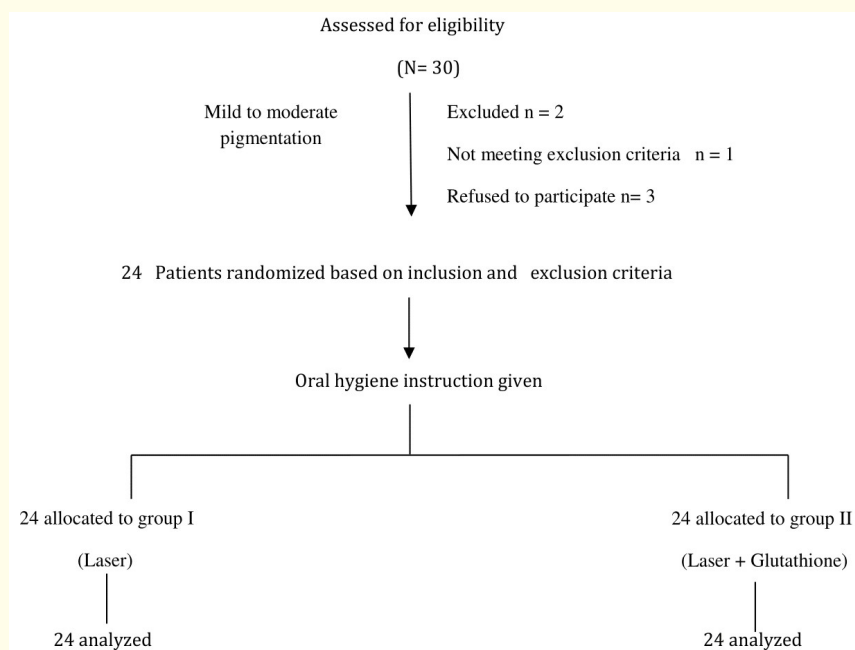 Assessed for eligibility
(N= 30)
Mild to moderate
pigmentation
Excluded n = 2
Not meeting exclusion criteria n = 1
Refused to participate n= 3
24 Patients randomized based on inclusion and exclusion criteria
Oral hygiene instruction given
24 allocated to group I
(Laser)
24 analyzed
24 allocated to group II
(Laser + Glutathione)
24 analyzed